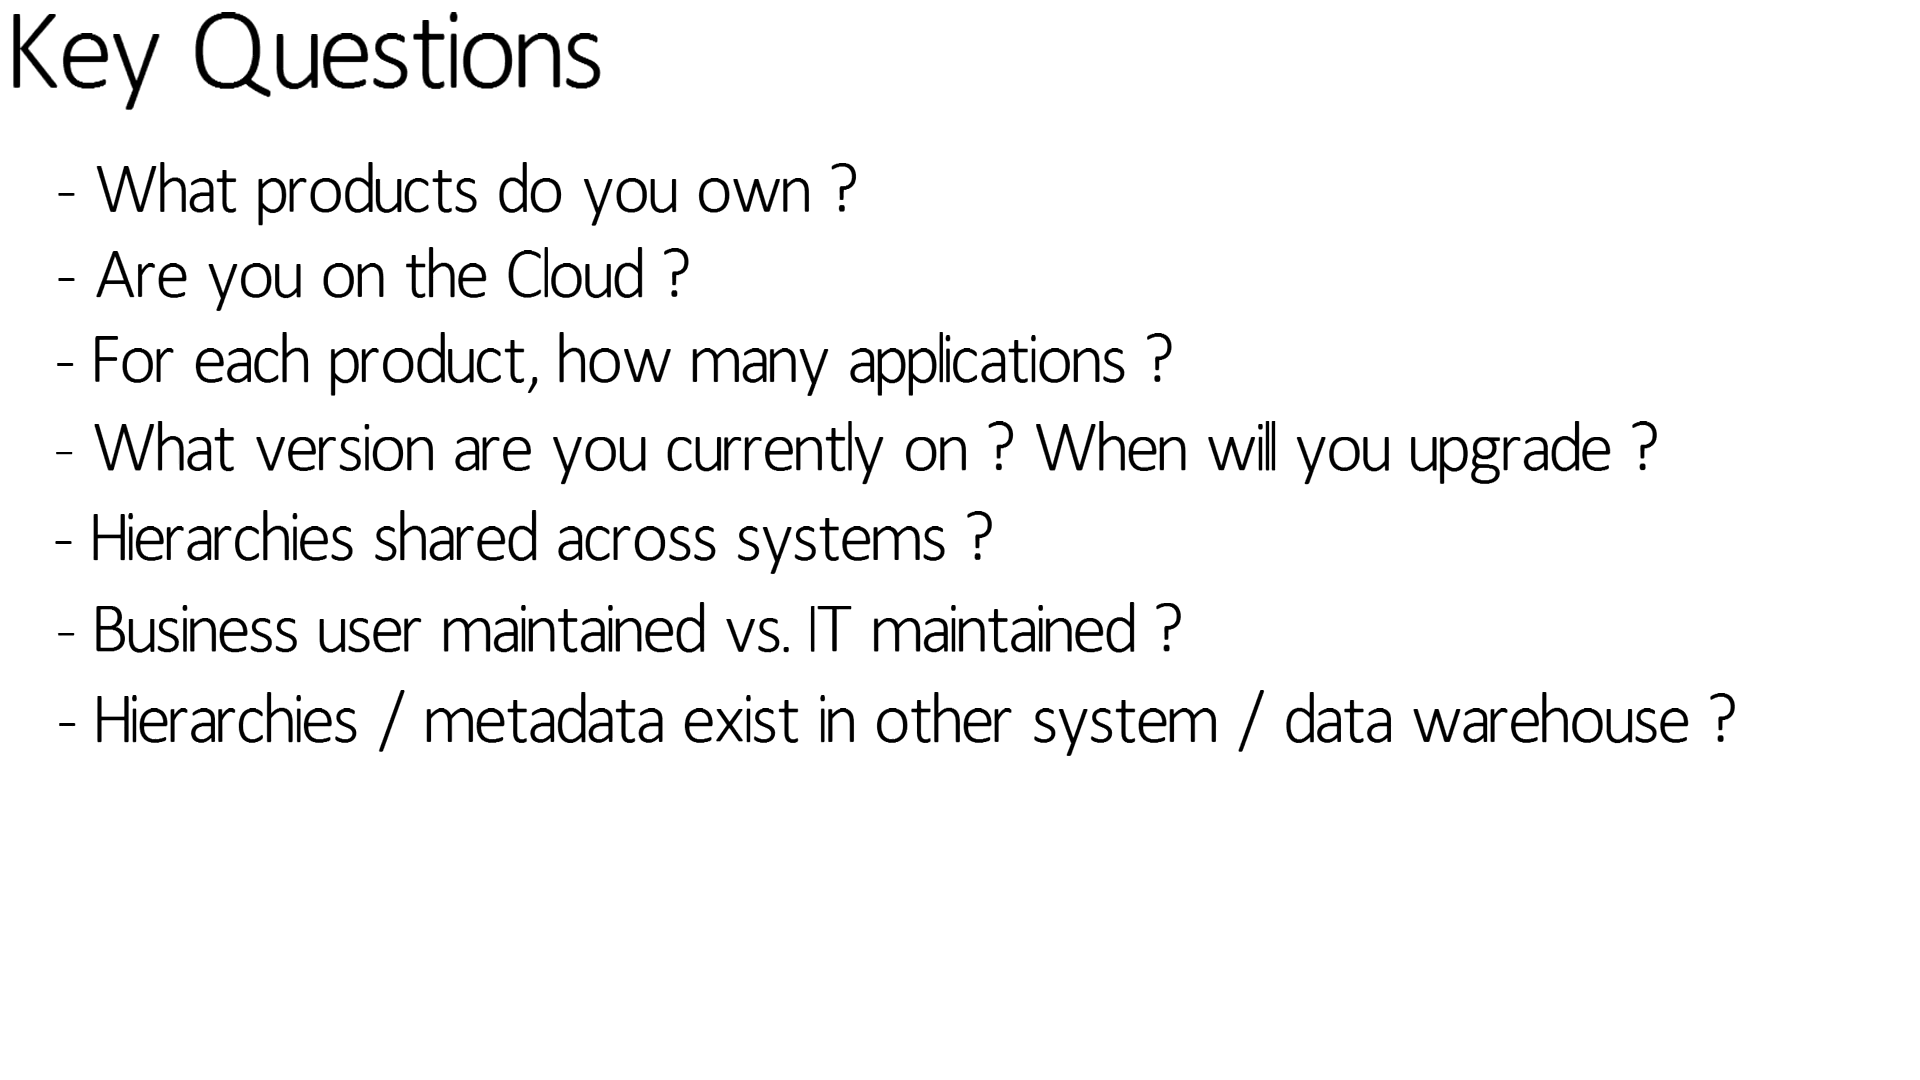 Key Questions
- What products do you own ?
- Are you on the Cloud ?
- For each product, how many applications ?
- What version are you currently on ? When will you upgrade ?
- Hierarchies shared across systems ?
- Business user maintained vs. IT maintained ?
- Hierarchies / metadata exist in other system / data warehouse ?